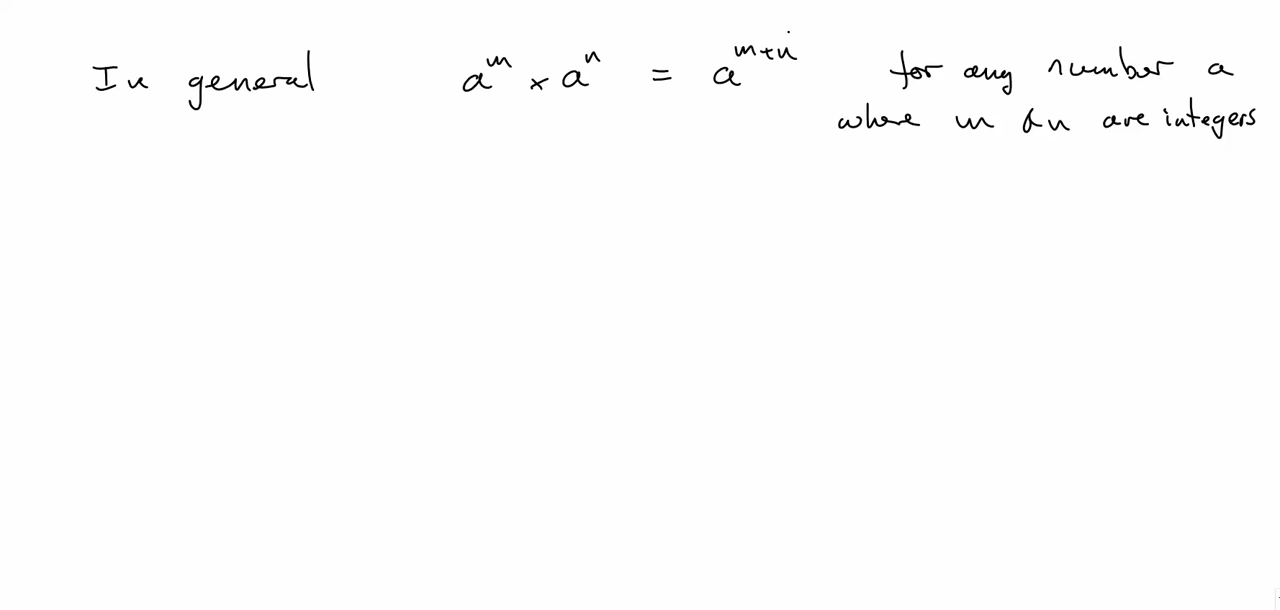 In general a^m × a^n = a^{m+n} for any number a
where m & n are integers